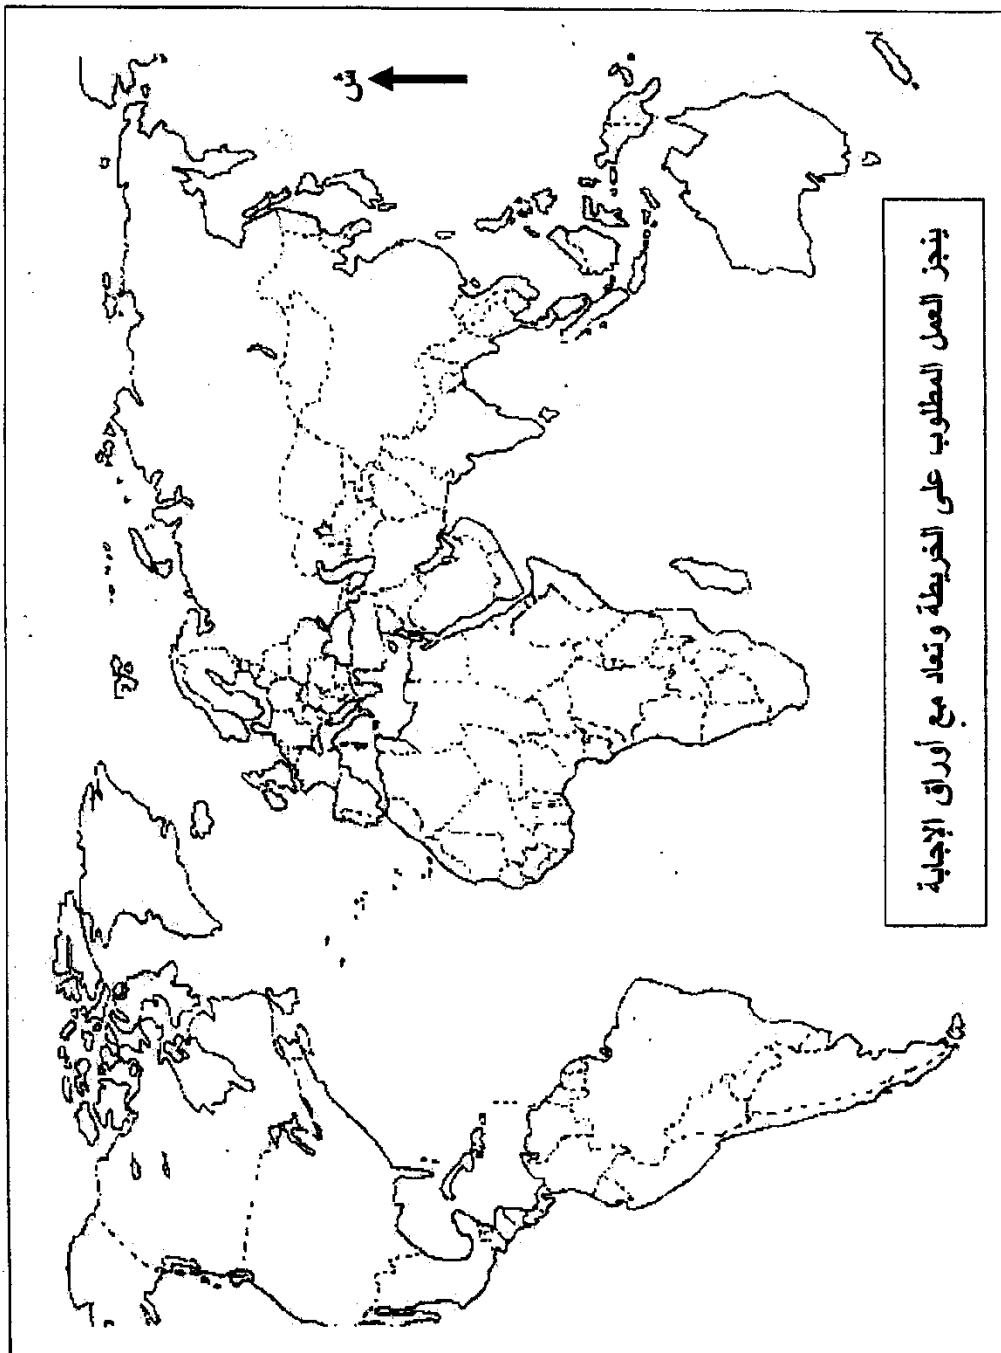 ينجز العمل المطلوب على الخريطة وتعاد مع أوراق الإجابة